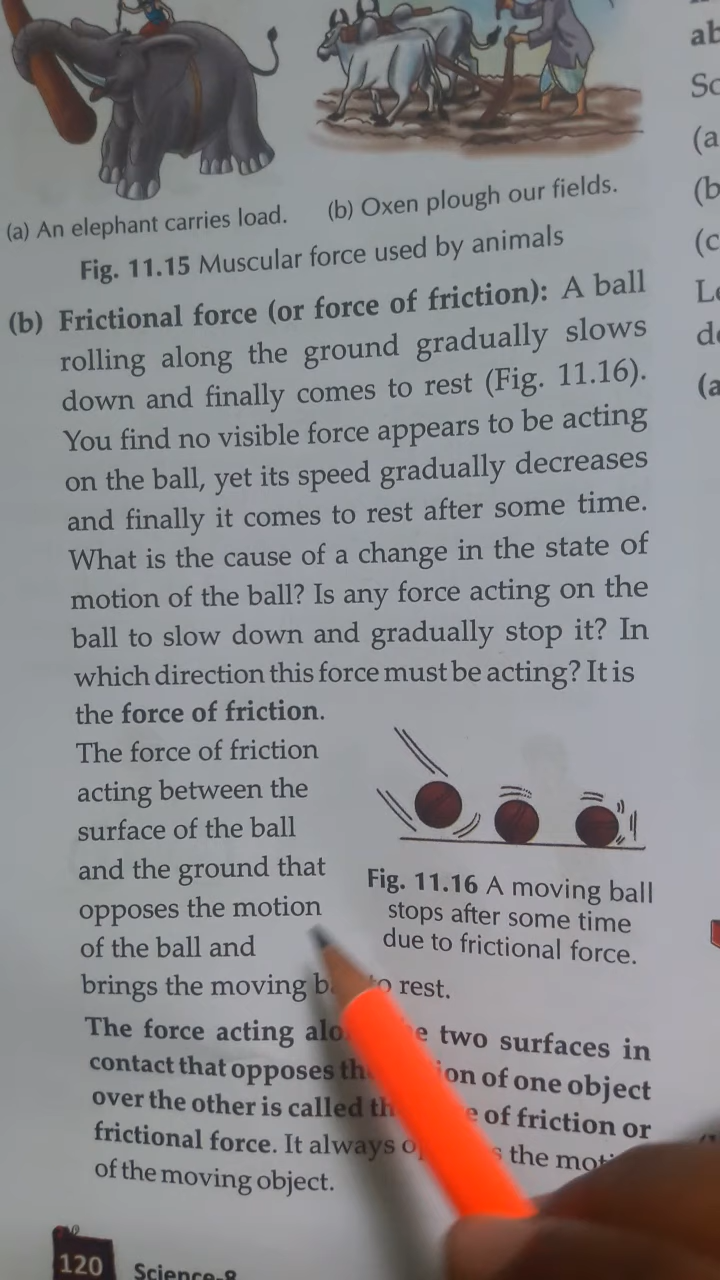 (a) An elephant carries load.
(b) Oxen plough our fields.
Fig. 11.15 Muscular force used by animals
(b) Frictional force (or force of friction): A ball
rolling along the ground gradually slows
down and finally comes to rest (Fig. 11.16).
You find no visible force appears to be acting
on the ball, yet its speed gradually decreases
and finally it comes to rest after some time.
What is the cause of a change in the state of
motion of the ball? Is any force acting on the
ball to slow down and gradually stop it? In
which direction this force must be acting? It is
the force of friction.
The force of friction
acting between the
surface of the ball
and the ground that
opposes the motion
of the ball and
brings the moving to rest.
Fig. 11.16 A moving ball
stops after some time
due to frictional force.
The force acting two surfaces in
contact that opposes of one object
over the other is called of friction or
frictional force. It always the
of the moving object.
120 Science-8
(a
(b
(c
(a